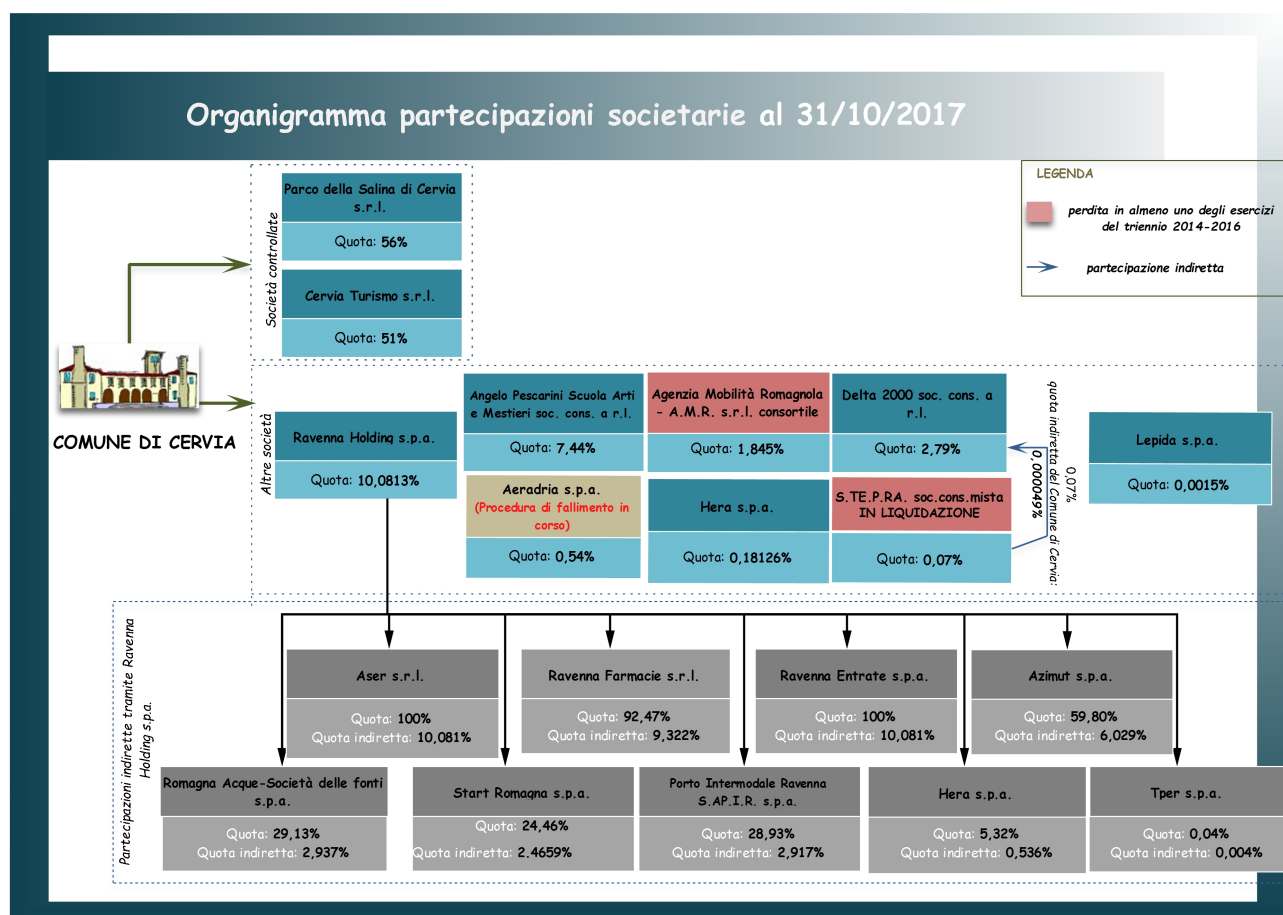 Organigramma partecipazioni societarie al 31/10/2017
LEGENDA
perdita in almeno uno degli esercizi
del triennio 2014-2016
partecipazione indiretta
Società controllate
Parco della Salina di Cervia
s.r.l.
Quota: 56%
Cervia Turismo s.r.l.
Quota: 51%
COMUNE DI CERVIA
Altre società
Ravenna Holding s.p.a.
Quota: 10,0813%
Angelo Pescarini Scuola Arti
e Mestieri soc. cons. a r.l.
Quota: 7,44%
Agenzia Mobilità Romagnola
- A.M.R. s.r.l. consortile
Quota: 1,845%
Delta 2000 soc. cons. a
r.l.
Quota: 2,79%
Aeradria s.p.a.
(Procedura di fallimento in
corso)
Quota: 0,54%
Hera s.p.a.
Quota: 0,18126%
S.TE.P.RA. soc.cons.mista
IN LIQUIDAZIONE
Quota: 0,07%
0,07%
quota indiretta del Comune di Cervia:
0,000049%
Lepida s.p.a.
Quota: 0,0015%
Partecipazioni indirette tramite Ravenna
Holding s.p.a.
Aser s.r.l.
Quota: 100%
Quota indiretta: 10,081%
Ravenna Farmacie s.r.l.
Quota: 92,47%
Quota indiretta: 9,322%
Ravenna Entrate s.p.a.
Quota: 100%
Quota indiretta: 10,081%
Azimut s.p.a.
Quota: 59,80%
Quota indiretta: 6,029%
Romagna Acque-Società delle fonti
s.p.a.
Quota: 29,13%
Quota indiretta: 2,937%
Start Romagna s.p.a.
Quota: 24,46%
Quota indiretta: 2.4659%
Porto Intermodale Ravenna
S.AP.I.R. s.p.a.
Quota: 28,93%
Quota indiretta: 2,917%
Hera s.p.a.
Quota: 5,32%
Quota indiretta: 0,536%
Tper s.p.a.
Quota: 0,04%
Quota indiretta: 0,004%